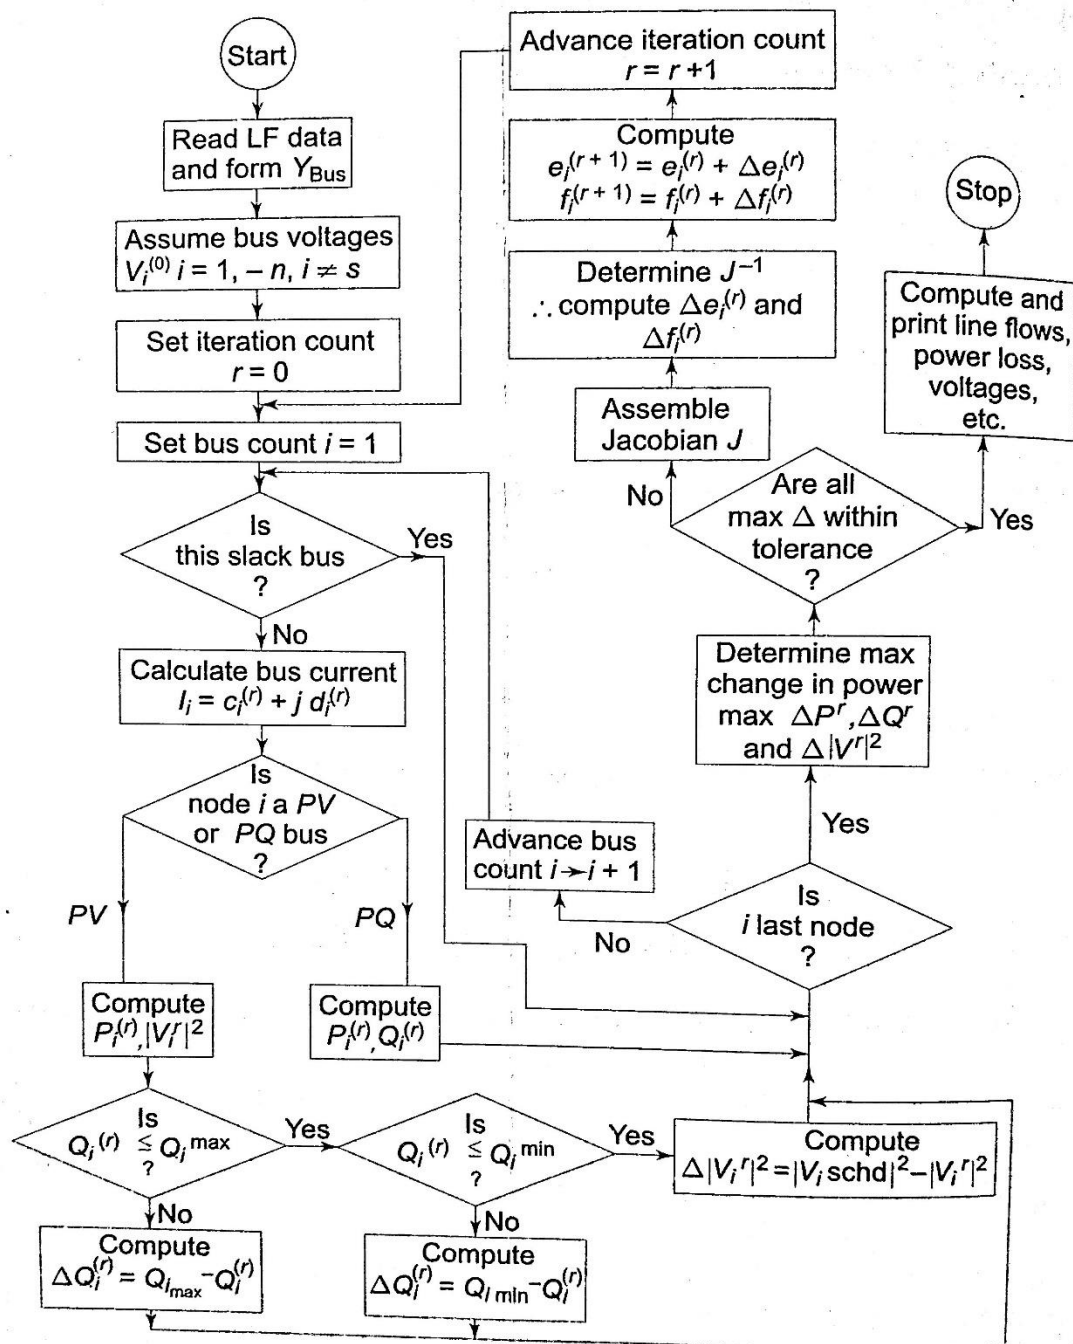 Start
Read LF data
and form Y_Bus
Assume bus voltages
V_i^(0) i = 1, – n, i ≠ s
Set iteration count
r = 0
Set bus count i = 1
Is
this slack bus
?
Yes
No
Calculate bus current
I_i = c_i^(r) + j d_i^(r)
Is
node i a PV
or PQ bus
?
PV
PQ
Compute
P_i^(r), |V_i^r|^2
Compute
P_i^(r), Q_i^(r)
Is
Q_i^(r) ≤ Q_i^max
?
Yes
No
Is
Q_i^(r) ≤ Q_i^min
?
Yes
No
Compute
ΔQ_i^(r) = Q_i_max – Q_i^(r)
Compute
ΔQ_i^(r) = Q_i min – Q_i^(r)
Compute
Δ|V_i^r|^2 = |V_i schd|^2 – |V_i^r|^2
Is
i last node
?
No
Yes
Advance bus
count i → i + 1
Determine max
change in power
max ΔP^r, ΔQ^r
and Δ|V^r|^2
Are all
max Δ within
tolerance
?
No
Yes
Assemble
Jacobian J
Determine J^–1
∴ compute Δe_i^(r) and
Δf_i^(r)
Compute
e_i^(r + 1) = e_i^(r) + Δe_i^(r)
f_i^(r + 1) = f_i^(r) + Δf_i^(r)
Advance iteration count
r = r +1
Compute and
print line flows,
power loss,
voltages,
etc.
Stop